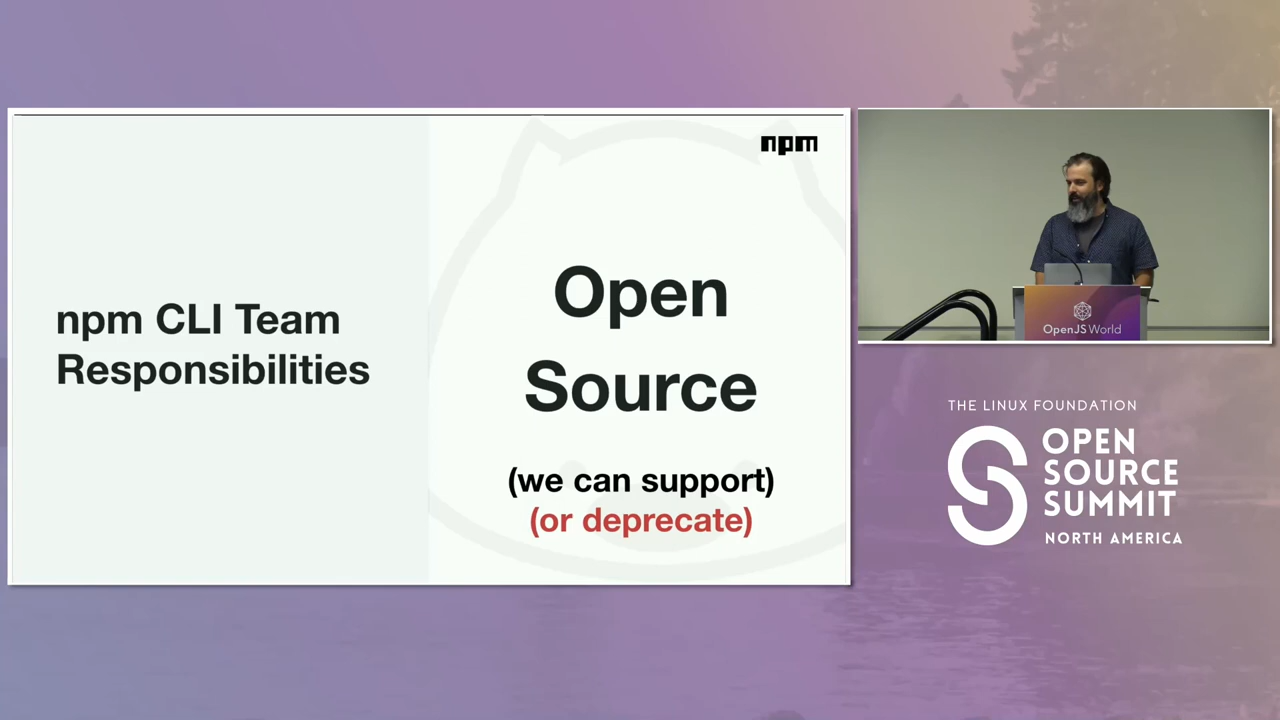 npm
npm CLI Team
Responsibilities
Open
Source
(we can support)
(or deprecate)
OpenJS World
THE LINUX FOUNDATION
OPEN
SOURCE
SUMMIT
NORTH AMERICA